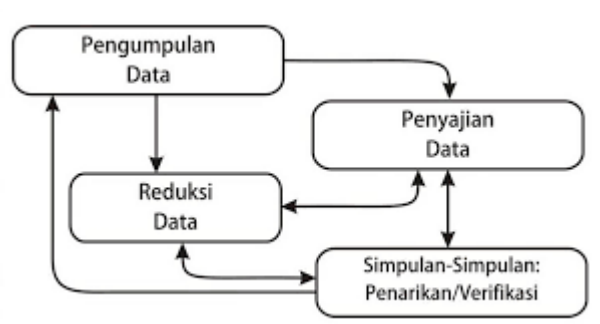 Pengumpulan
Data
Penyajian
Data
Reduksi
Data
Simpulan-Simpulan:
Penarikan/Verifikasi